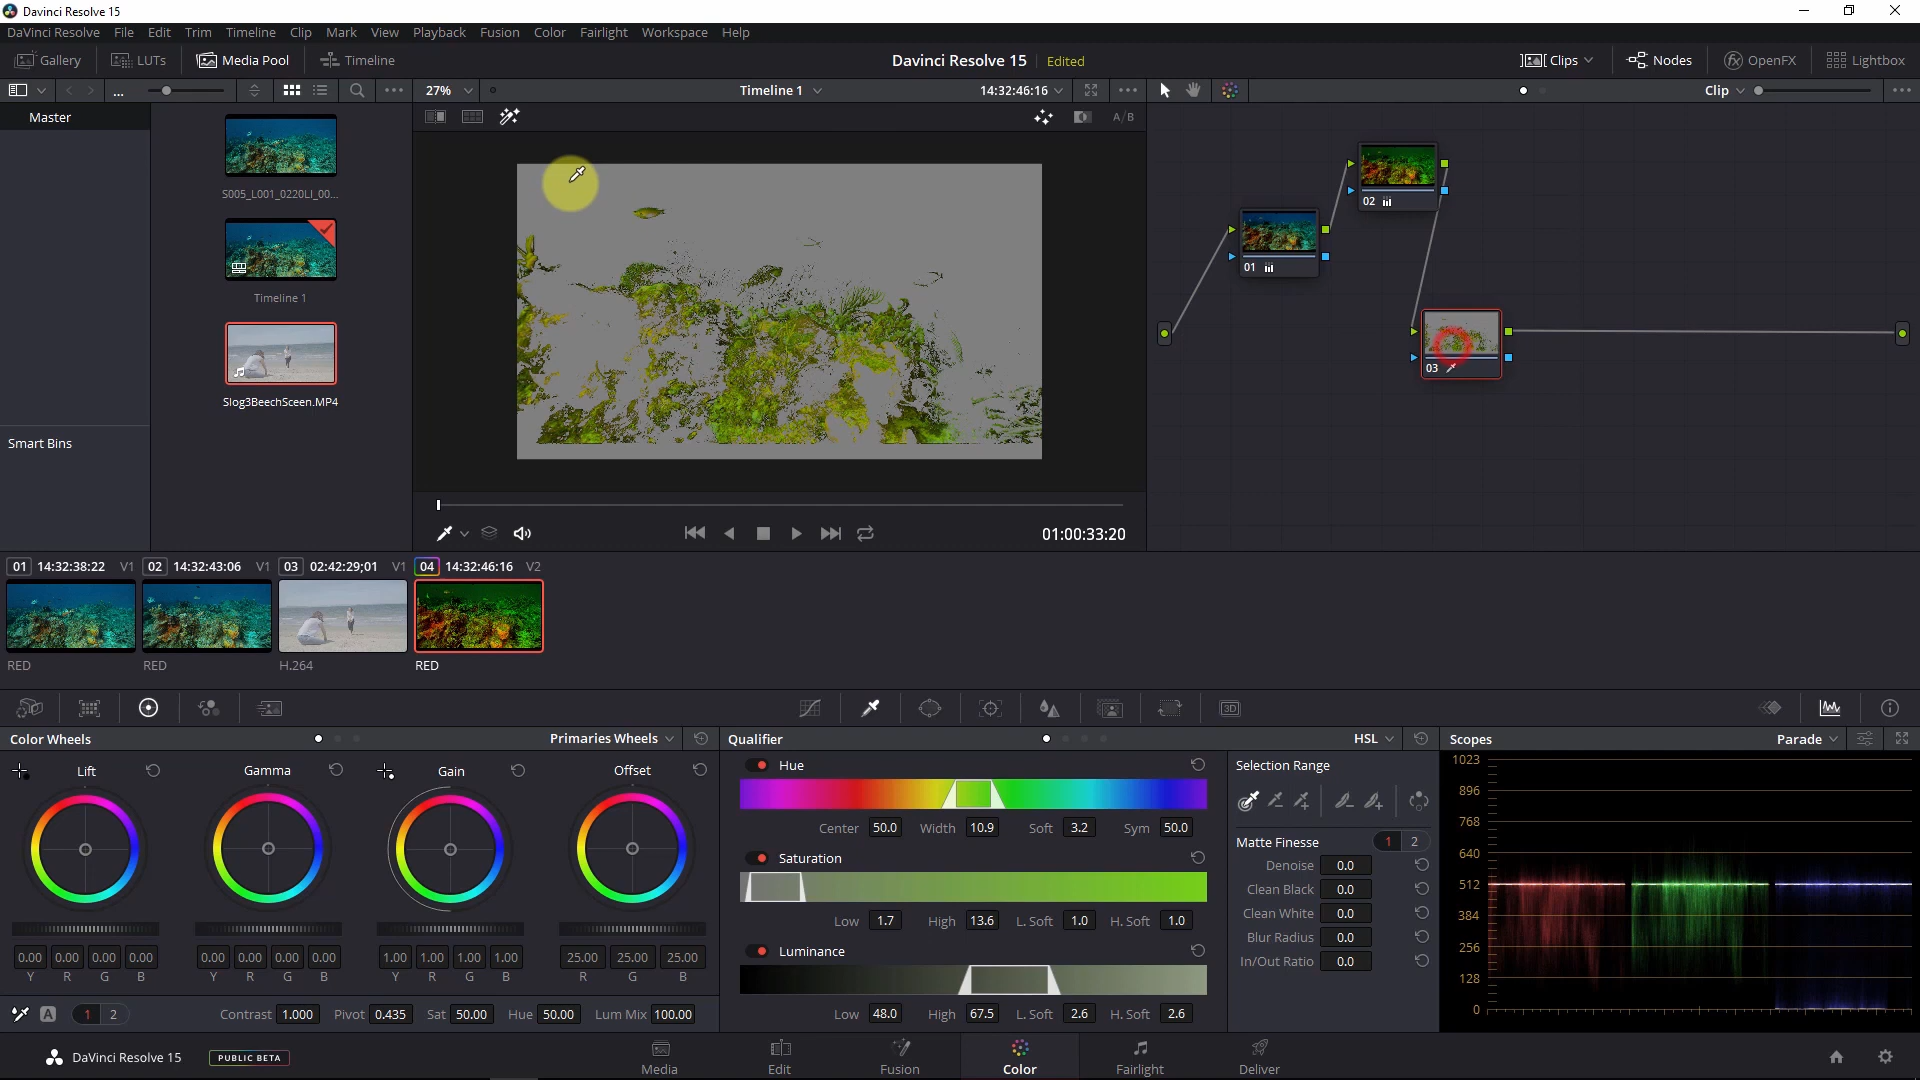 Davinci Resolve 15
DaVinci Resolve File Edit Trim Timeline Clip Mark View Playback Fusion Color Fairlight Workspace Help
Gallery LUTs Media Pool Timeline Davinci Resolve 15 Edited Clips Nodes OpenFX Lightbox
... 27% Timeline 1 14:32:46:16 Clip
Master
A/B
S005_L001_0220LI_00...
Timeline 1
Slog3BeechSceen.MP4
Smart Bins
02
01
03
01:00:33:20
01 14:32:38:22 V1 02 14:32:43:06 V1 03 02:42:29;01 V1 04 14:32:46:16 V2
RED RED H.264 RED
3D
Color Wheels Primaries Wheels
Lift Gamma Gain Offset
0.00 0.00 0.00 0.00 0.00 0.00 0.00 0.00 1.00 1.00 1.00 1.00 25.00 25.00 25.00
Y R G B Y R G B Y R G B R G B
A 1 2 Contrast 1.000 Pivot 0.435 Sat 50.00 Hue 50.00 Lum Mix 100.00
Qualifier HSL
Hue
Center 50.0 Width 10.9 Soft 3.2 Sym 50.0
Saturation
Low 1.7 High 13.6 L. Soft 1.0 H. Soft 1.0
Luminance
Low 48.0 High 67.5 L. Soft 2.6 H. Soft 2.6
Selection Range
Matte Finesse 1 2
Denoise 0.0
Clean Black 0.0
Clean White 0.0
Blur Radius 0.0
In/Out Ratio 0.0
Scopes Parade
1023
896
768
640
512
384
256
128
0
DaVinci Resolve 15 PUBLIC BETA
Media Edit Fusion Color Fairlight Deliver